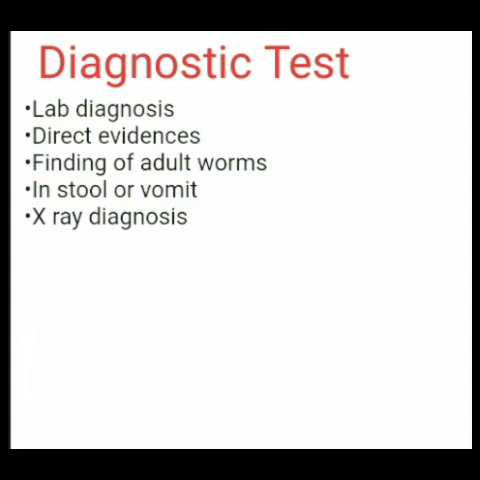 Diagnostic Test
•Lab diagnosis
•Direct evidences
•Finding of adult worms
•In stool or vomit
•X ray diagnosis